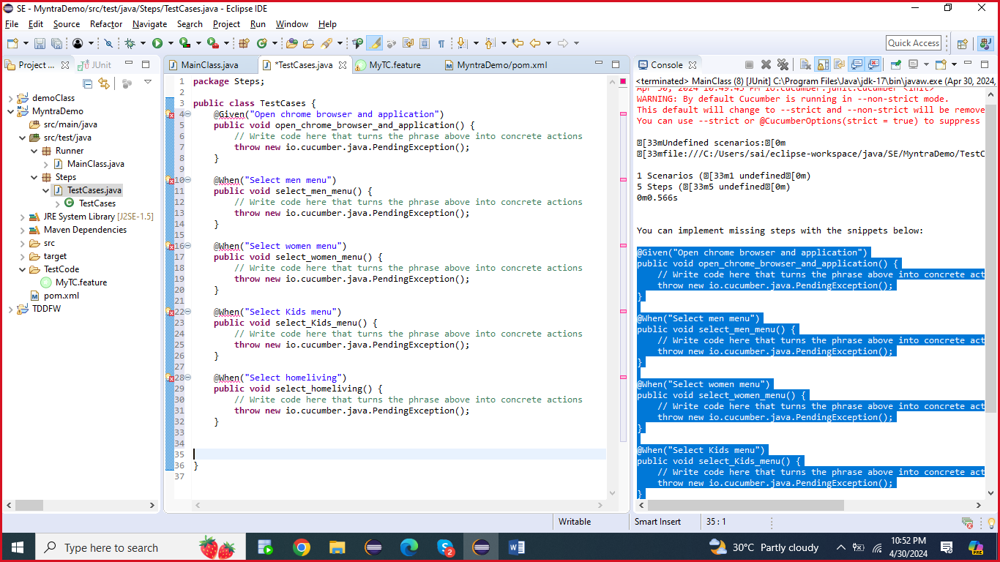 SE - MyntraDemo/src/test/java/Steps/TestCases.java - Eclipse IDE
File Edit Source Refactor Navigate Search Project Run Window Help
Quick Access
Project ...
JUnit
demoClass
MyntraDemo
src/main/java
src/test/java
Runner
MainClass.java
Steps
TestCases.java
TestCases
JRE System Library [J2SE-1.5]
Maven Dependencies
src
target
TestCode
MyTC.feature
pom.xml
TDDFW
MainClass.java *TestCases.java MyTC.feature MyntraDemo/pom.xml
1 package Steps;
2
3 public class TestCases {
4 @Given("Open chrome browser and application")
5 public void open_chrome_browser_and_application() {
6 // Write code here that turns the phrase above into concrete actions
7 throw new io.cucumber.java.PendingException();
8 }
9
10 @When("Select men menu")
11 public void select_men_menu() {
12 // Write code here that turns the phrase above into concrete actions
13 throw new io.cucumber.java.PendingException();
14 }
15
16 @When("Select women menu")
17 public void select_women_menu() {
18 // Write code here that turns the phrase above into concrete actions
19 throw new io.cucumber.java.PendingException();
20 }
21
22 @When("Select Kids menu")
23 public void select_Kids_menu() {
24 // Write code here that turns the phrase above into concrete actions
25 throw new io.cucumber.java.PendingException();
26 }
27
28 @When("Select homeliving")
29 public void select_homeliving() {
30 // Write code here that turns the phrase above into concrete actions
31 throw new io.cucumber.java.PendingException();
32 }
33
34
35
36 }
37
Console
<terminated> MainClass (8) [JUnit] C:\Program Files\Java\jdk-17\bin\javaw.exe (Apr 30, 2024,
Apr 30, 2024 10:49:45 PM io.cucumber.junit.Cucumber <init>
WARNING: By default Cucumber is running in --non-strict mode.
This default will change to --strict and --non-strict will be remove
You can use --strict or @CucumberOptions(strict = true) to suppress
[33mUndefined scenarios:[0m
[33mfile:///C:/Users/sai/eclipse-workspace/java/SE/MyntraDemo/TestC
1 Scenarios ([33m1 undefined[0m)
5 Steps ([33m5 undefined[0m)
0m0.566s
You can implement missing steps with the snippets below:
@Given("Open chrome browser and application")
public void open_chrome_browser_and_application() {
// Write code here that turns the phrase above into concrete act
throw new io.cucumber.java.PendingException();
}
@When("Select men menu")
public void select_men_menu() {
// Write code here that turns the phrase above into concrete act
throw new io.cucumber.java.PendingException();
}
@When("Select women menu")
public void select_women_menu() {
// Write code here that turns the phrase above into concrete act
throw new io.cucumber.java.PendingException();
}
@When("Select Kids menu")
public void select_Kids_menu() {
// Write code here that turns the phrase above into concrete act
throw new io.cucumber.java.PendingException();
}
Writable Smart Insert 35 : 1
Type here to search
2
30°C Partly cloudy
10:52 PM
4/30/2024
PRE